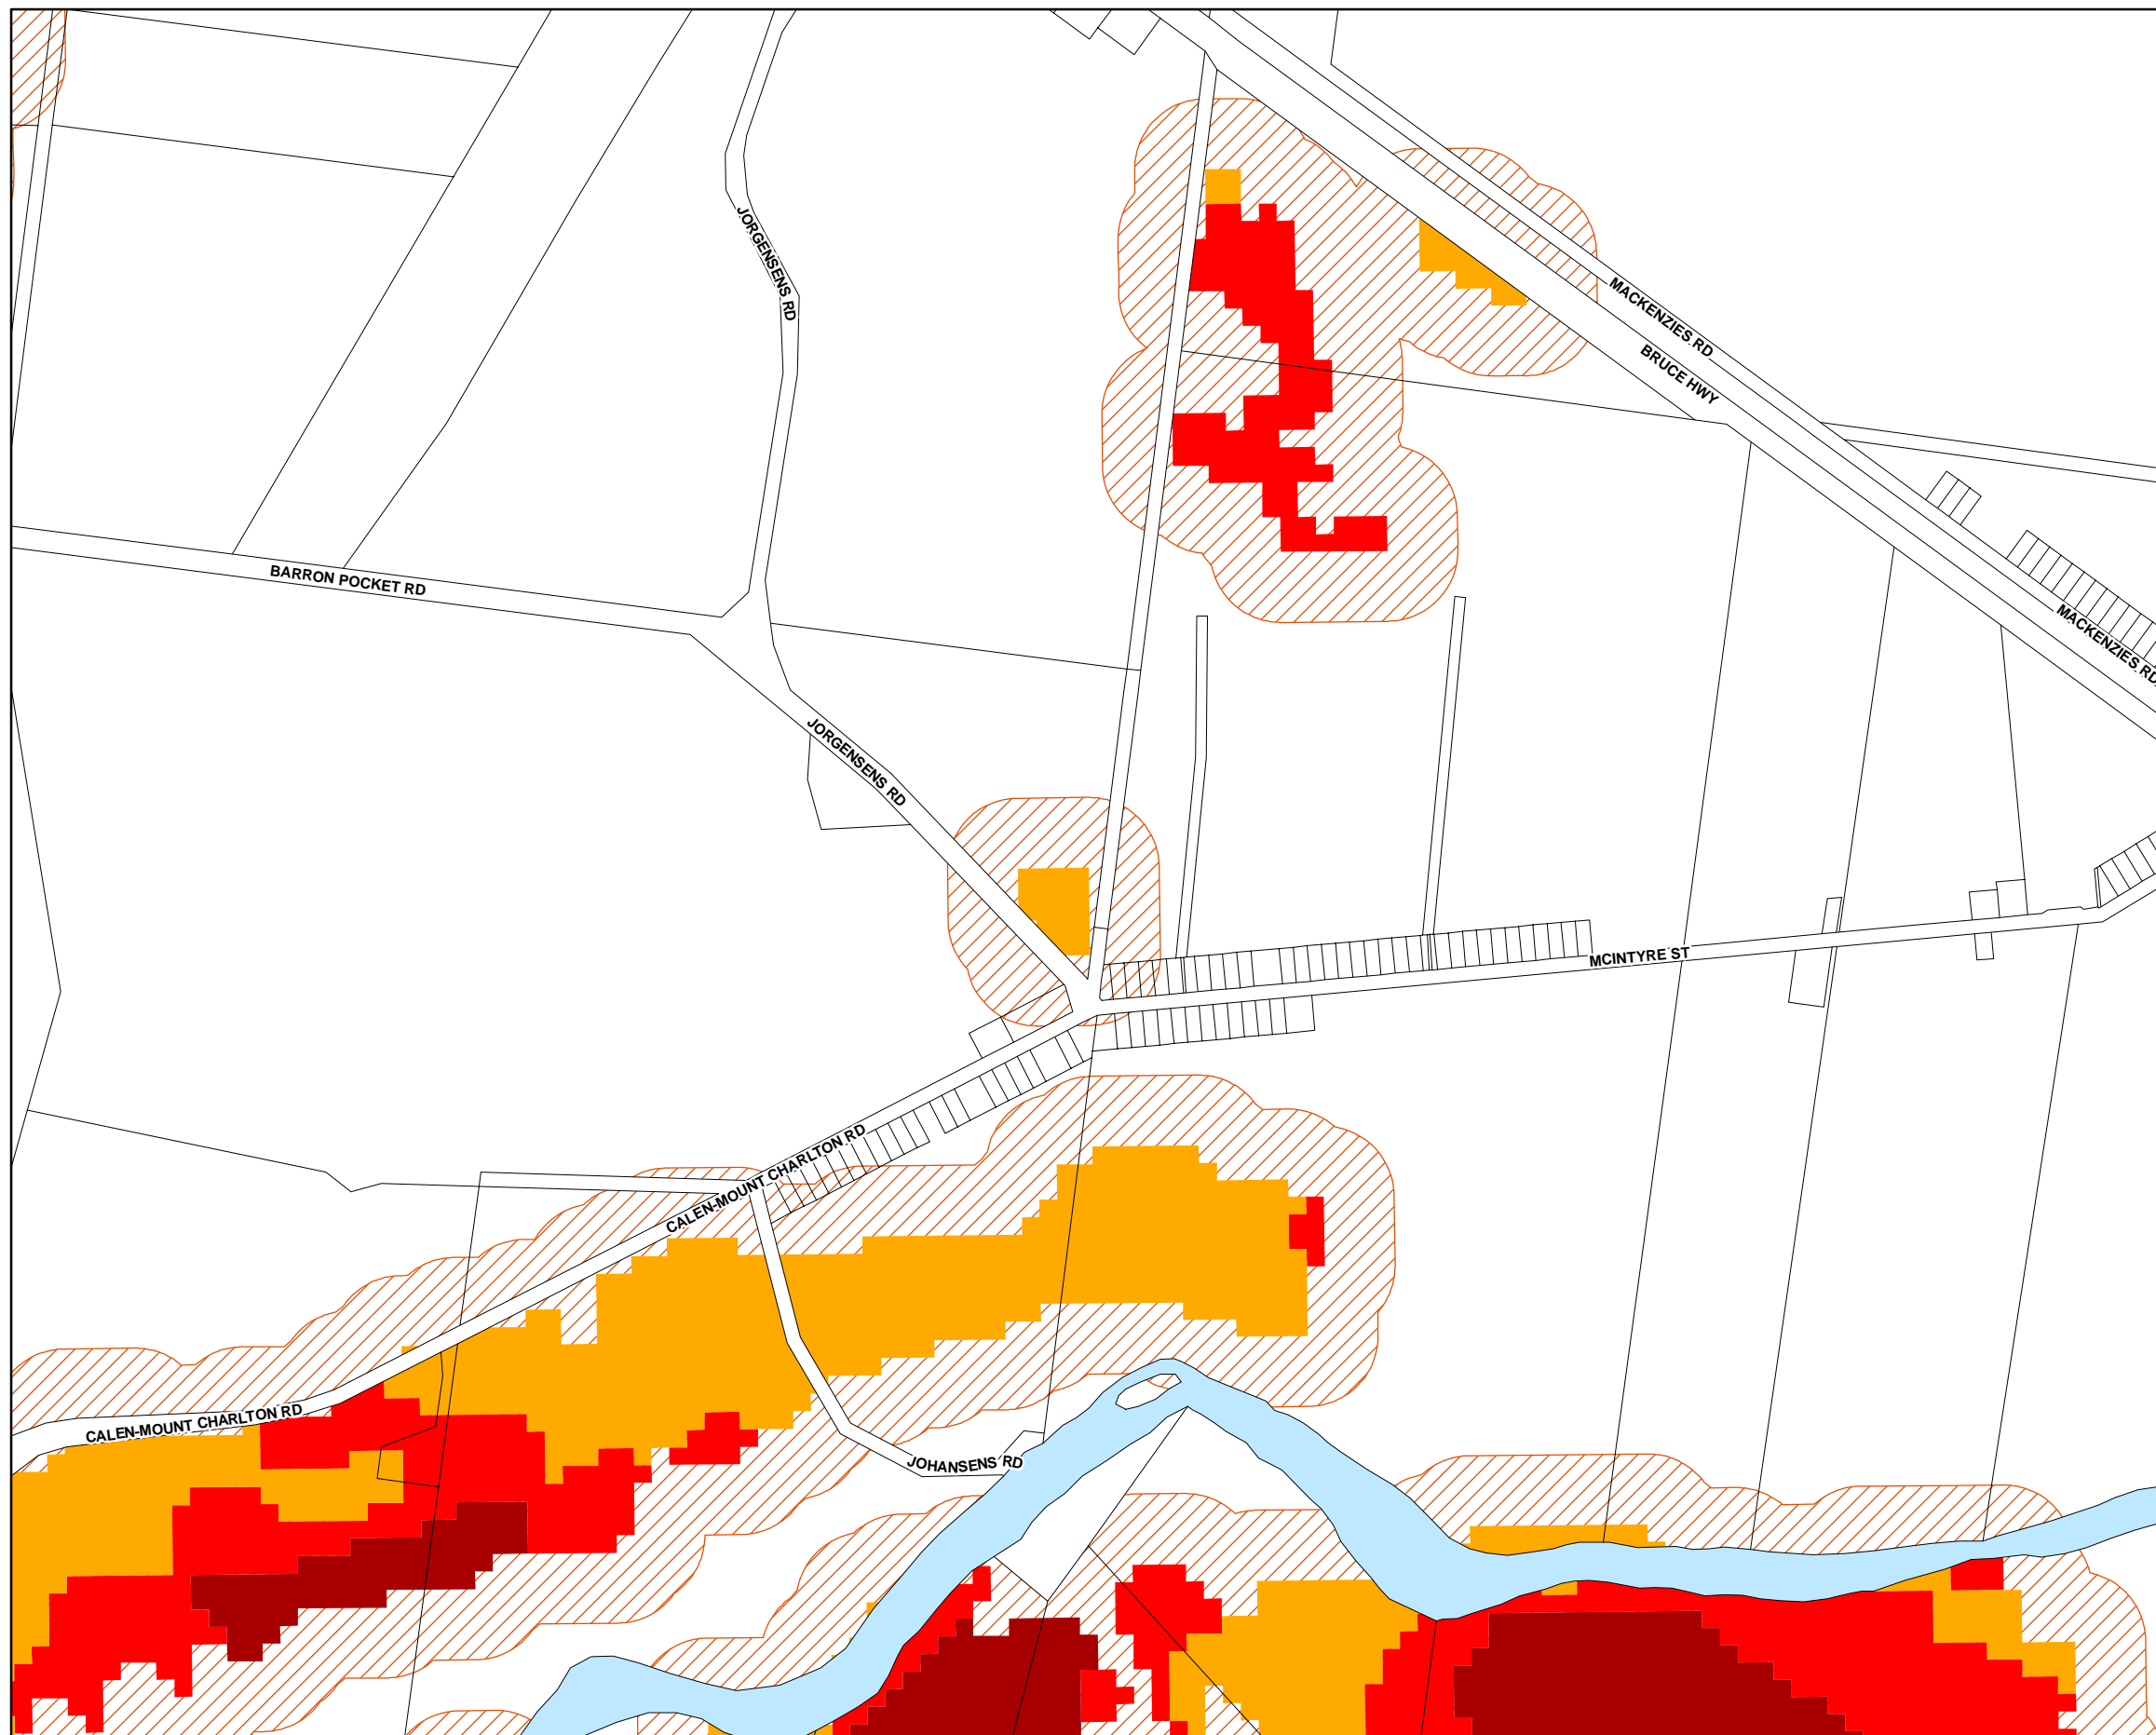 JORGENSENS RD
MACKENZIES RD
BRUCE HWY
BARRON POCKET RD
MACKENZIES RD
JORGENSENS RD
MCINTYRE ST
CALEN-MOUNT CHARLTON RD
CALEN-MOUNT CHARLTON RD
JOHANSENS RD